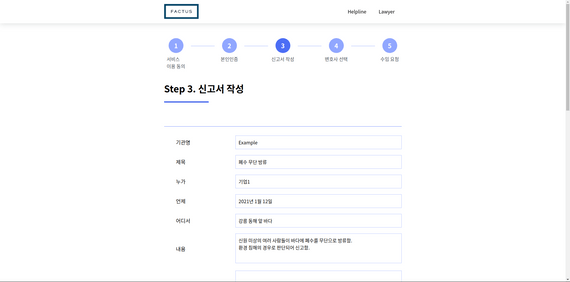 FACTUS
Helpline Lawyer
1 2 3 4 5
서비스 이용 동의
본인인증
신고서 작성
변호사 선택
수임 요청
Step 3. 신고서 작성
기관명 Example
제목 폐수 무단 방류
누가 기업1
언제 2021년 1월 12일
어디서 강릉 동해 앞 바다
내용
신원 미상의 여러 사람들이 바다에 폐수를 무단으로 방류함.
환경 침해의 경우로 판단되어 신고함.